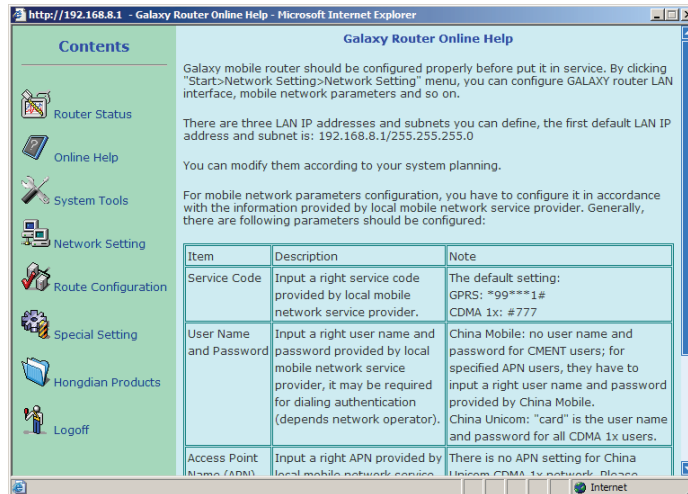 http://192.168.8.1 - Galaxy Router Online Help - Microsoft Internet Explorer
Contents
Router Status
Online Help
System Tools
Network Setting
Route Configuration
Special Setting
Hongdian Products
Logoff
Galaxy Router Online Help
Galaxy mobile router should be configured properly before put it in service. By clicking
"Start>Network Setting>Network Setting" menu, you can configure GALAXY router LAN
interface, mobile network parameters and so on.
There are three LAN IP addresses and subnets you can define, the first default LAN IP
address and subnet is: 192.168.8.1/255.255.255.0
You can modify them according to your system planning.
For mobile network parameters configuration, you have to configure it in accordance
with the information provided by local mobile network service provider. Generally,
there are following parameters should be configured:
Item Description Note
Service Code Input a right service code The default setting:
provided by local mobile GPRS: *99***1#
network service provider. CDMA 1x: #777
User Name Input a right user name and China Mobile: no user name and
and Password password provided by local password for CMENT users; for
mobile network service specified APN users, they have to
provider, it may be required input a right user name and password
for dialing authentication provided by China Mobile.
(depends network operator). China Unicom: "card" is the user name
and password for all CDMA 1x users.
Access Point Input a right APN provided by There is no APN setting for China
Name (APN) local mobile network service Unicom CDMA 1x network. Please
Internet